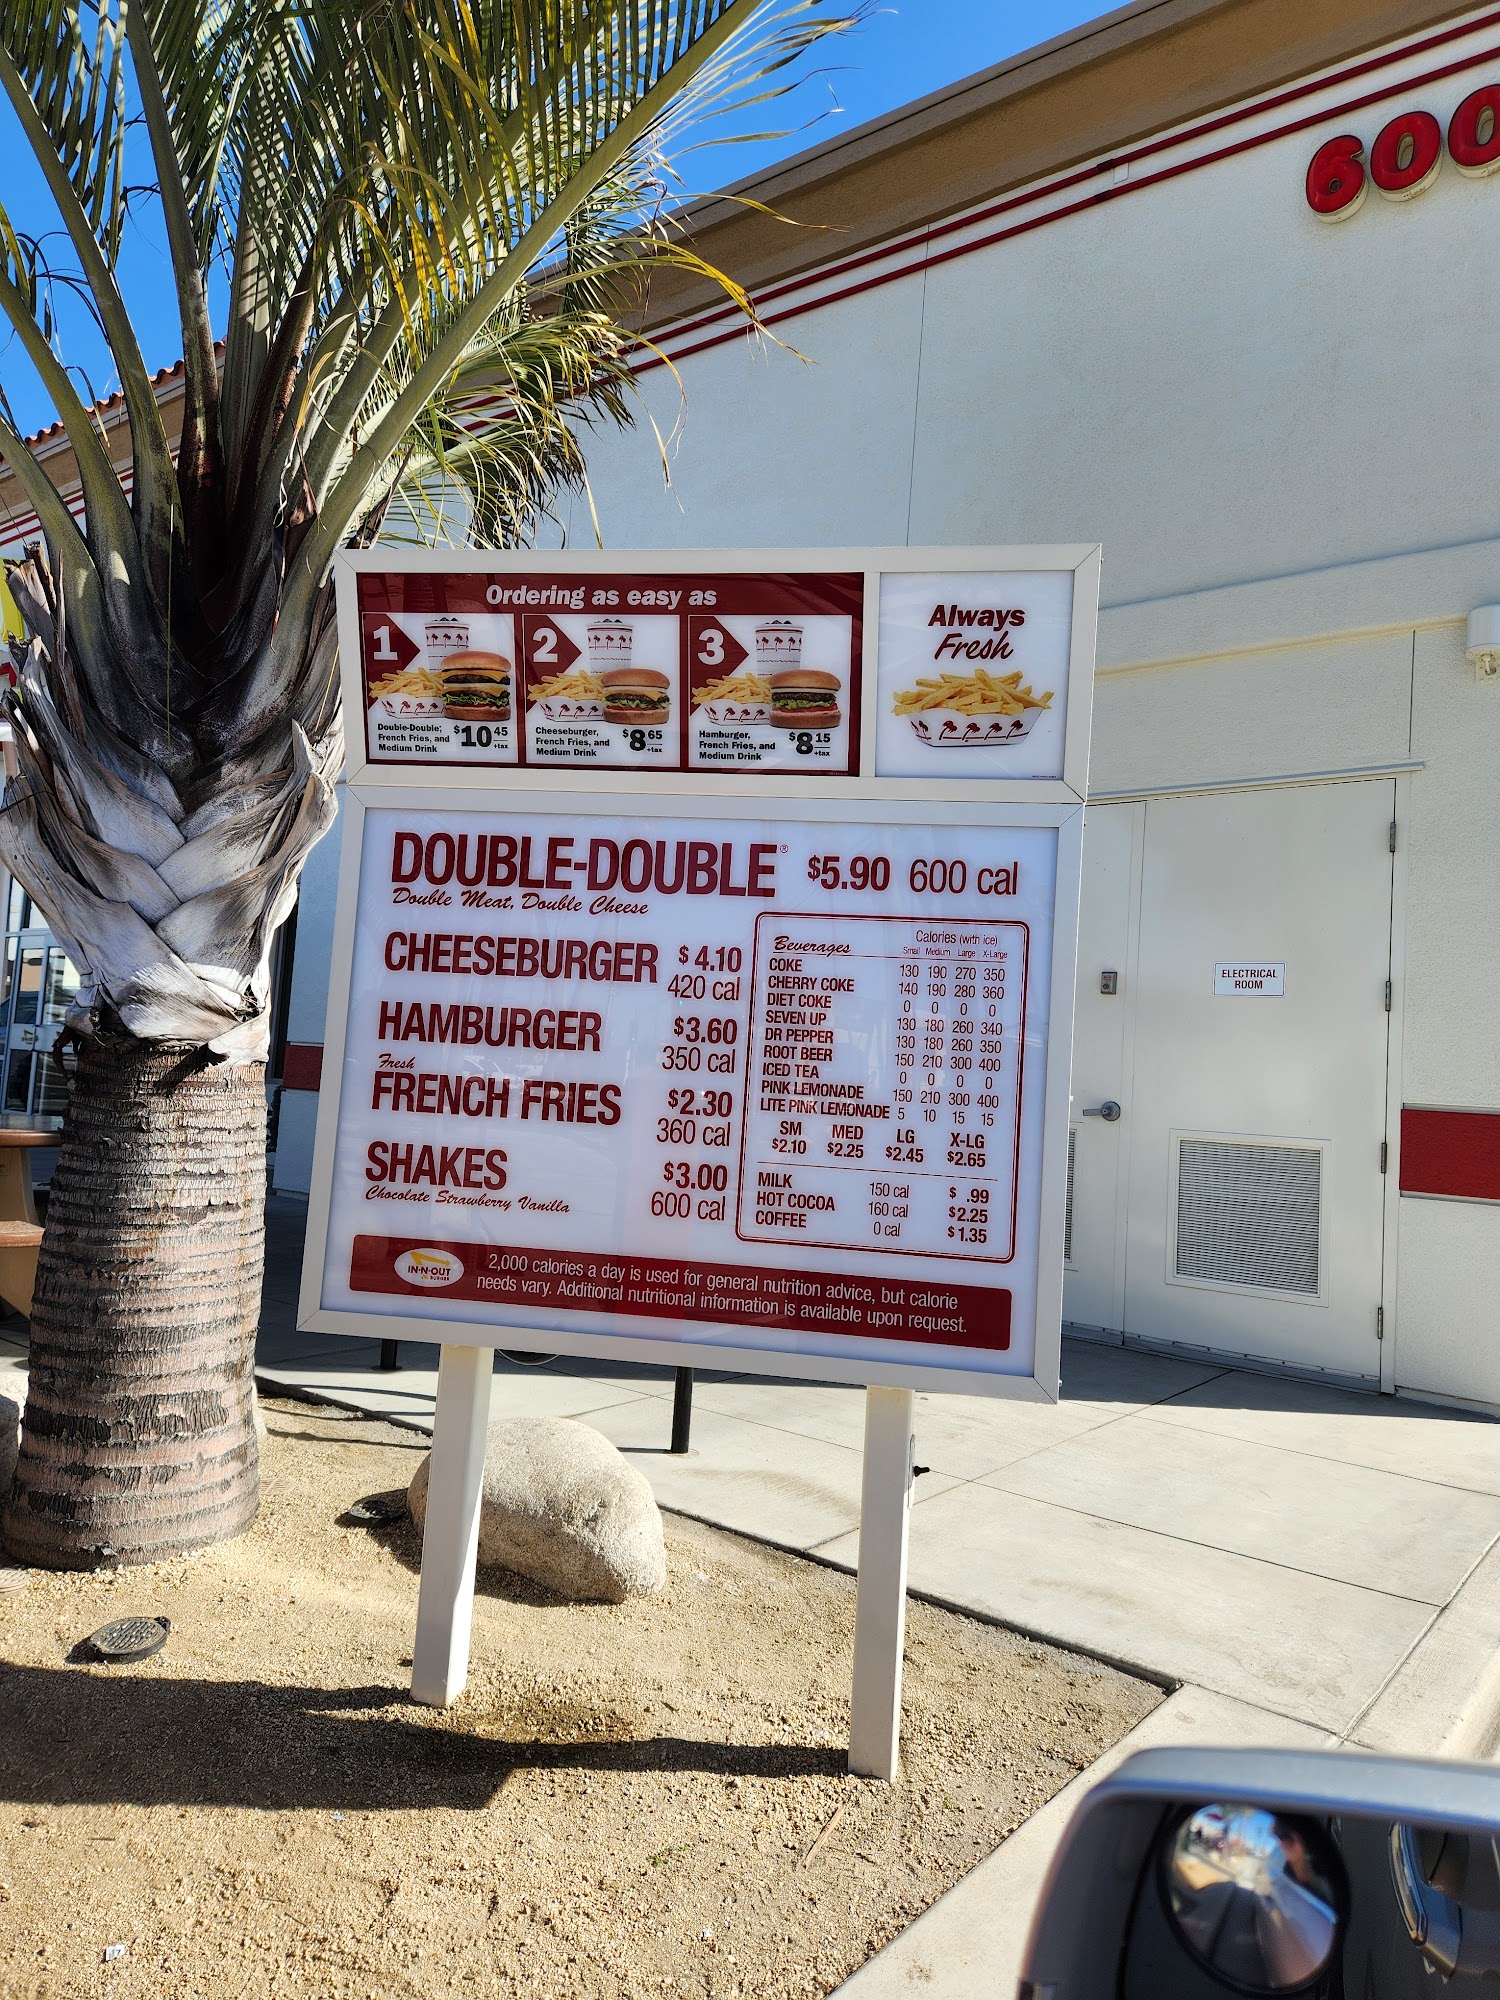 600
Ordering as easy as
1
Double-Double,
French Fries, and
Medium Drink
$10 45
+tax
2
Cheeseburger,
French Fries, and
Medium Drink
$8 65
+tax
3
Hamburger,
French Fries, and
Medium Drink
$8 15
+tax
Always
Fresh
DOUBLE-DOUBLE® $5.90 600 cal
Double Meat, Double Cheese
CHEESEBURGER $4.10
420 cal
HAMBURGER $3.60
350 cal
Fresh
FRENCH FRIES $2.30
360 cal
SHAKES $3.00
Chocolate Strawberry Vanilla 600 cal
Beverages Calories (with ice)
Small Medium Large X-Large
COKE 130 190 270 350
CHERRY COKE 140 190 280 360
DIET COKE 0 0 0 0
SEVEN UP 130 180 260 340
DR PEPPER 130 180 260 350
ROOT BEER 150 210 300 400
ICED TEA 0 0 0 0
PINK LEMONADE 150 210 300 400
LITE PINK LEMONADE 5 10 15 15
SM MED LG X-LG
$2.10 $2.25 $2.45 $2.65
MILK 150 cal $ .99
HOT COCOA 160 cal $2.25
COFFEE 0 cal $1.35
IN-N-OUT
BURGER
2,000 calories a day is used for general nutrition advice, but calorie
needs vary. Additional nutritional information is available upon request.
ELECTRICAL
ROOM